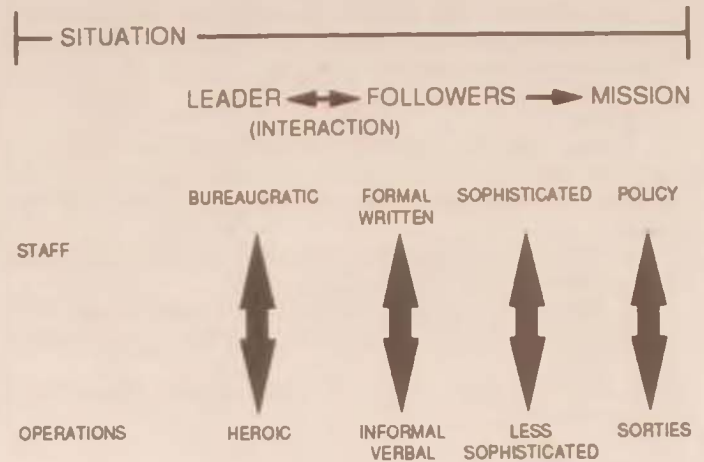 SITUATION
LEADER FOLLOWERS MISSION
(INTERACTION)
BUREAUCRATIC FORMAL SOPHISTICATED POLICY
WRITTEN
STAFF
OPERATIONS HEROIC INFORMAL LESS SORTIES
VERBAL SOPHISTICATED